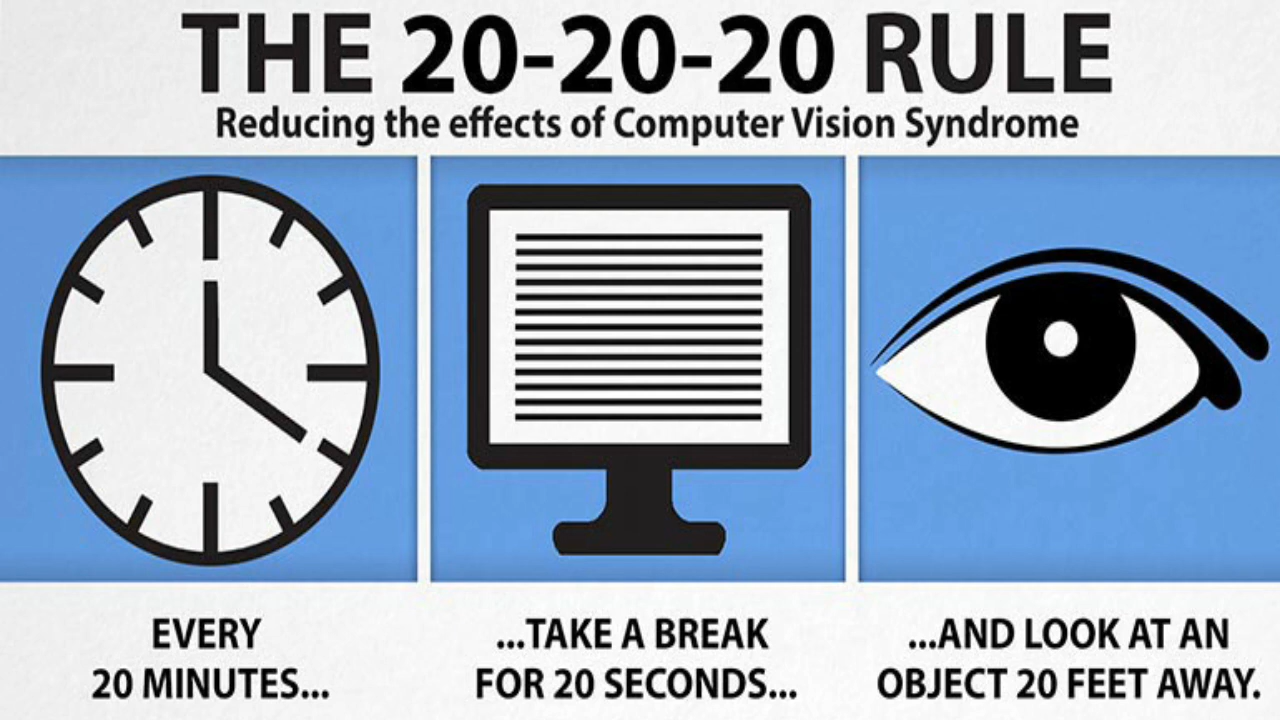 THE 20-20-20 RULE
Reducing the effects of Computer Vision Syndrome
EVERY
20 MINUTES...
...TAKE A BREAK
FOR 20 SECONDS...
...AND LOOK AT AN
OBJECT 20 FEET AWAY.